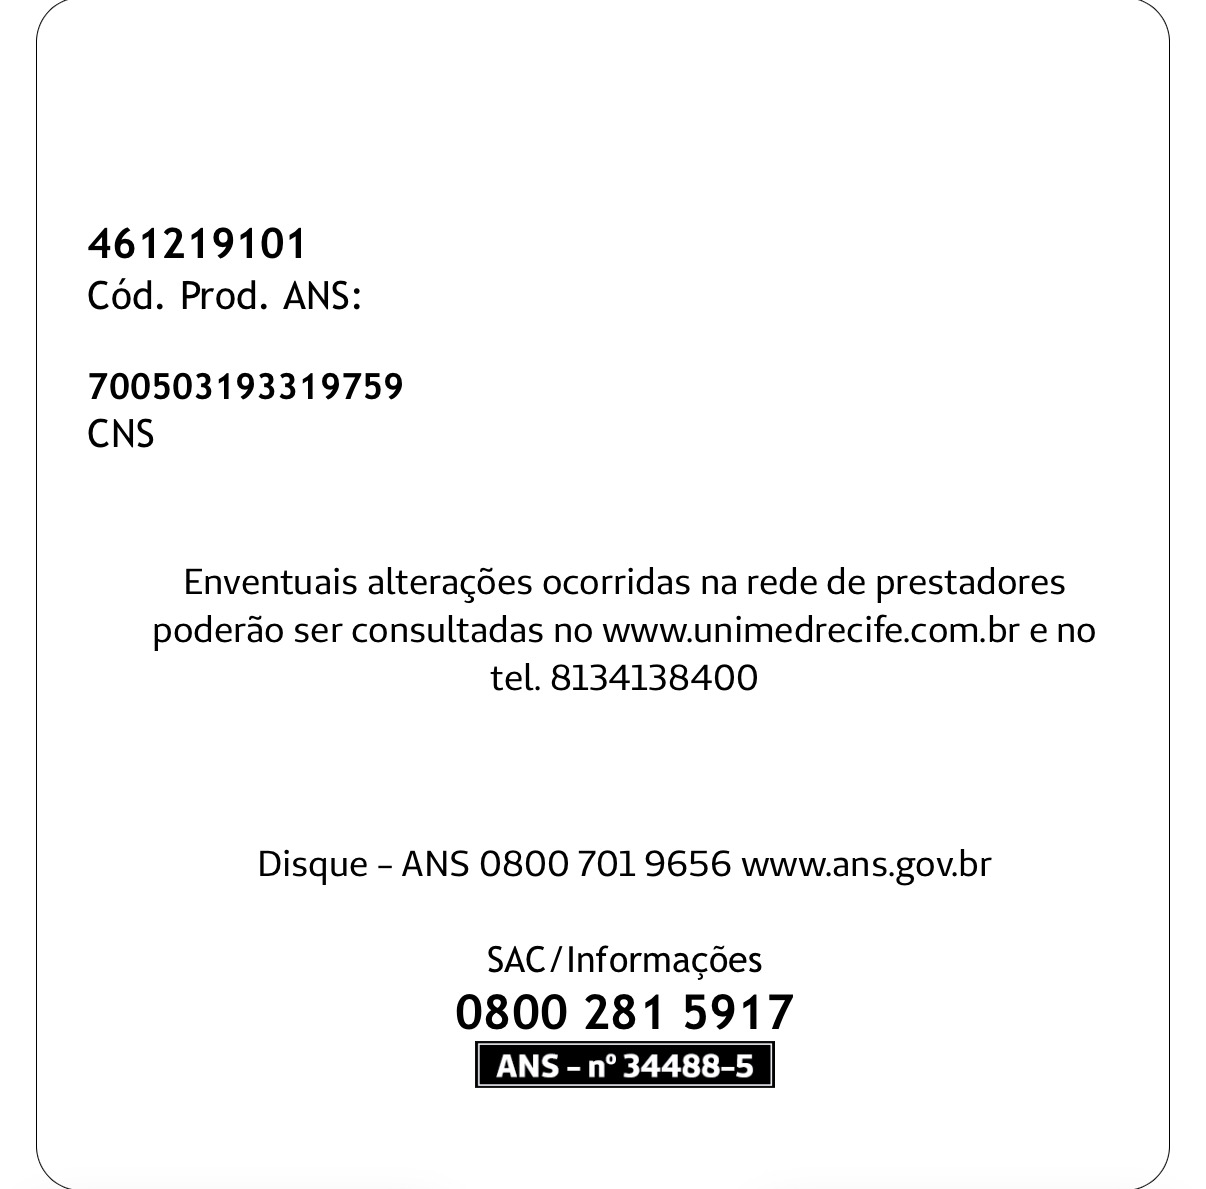 461219101
Cód. Prod. ANS:
700503193319759
CNS
Enventuais alterações ocorridas na rede de prestadores
poderão ser consultadas no www.unimedrecife.com.br e no
tel. 8134138400
Disque – ANS 0800 701 9656 www.ans.gov.br
SAC/Informações
0800 281 5917
ANS – nº 34488–5